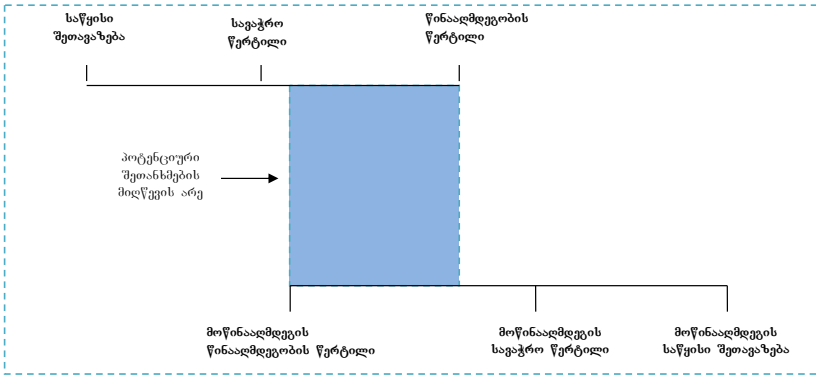 საწყისი
შეთავაზება
სავაჭრო
წერტილი
წინააღმდეგობის
წერტილი
პოტენციური
შეთანხმების
მიღწევის არე
მოწინააღმდეგის
წინააღმდეგობის წერტილი
მოწინააღმდეგის
სავაჭრო წერტილი
მოწინააღმდეგის
საწყისი შეთავაზება